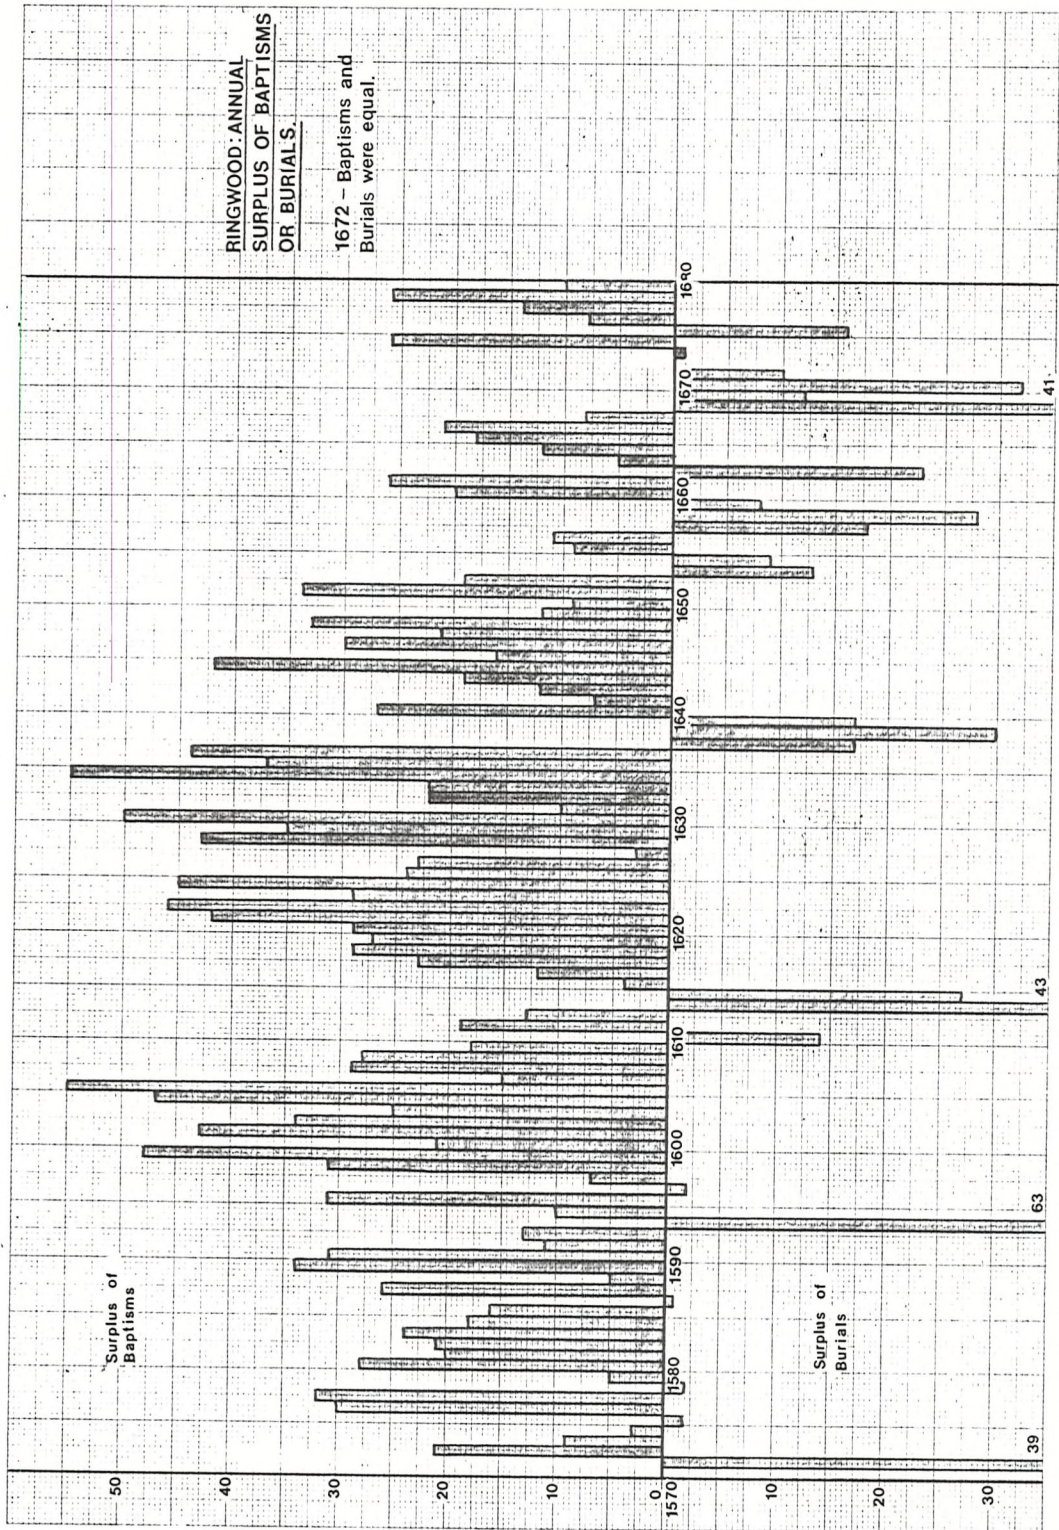 RINGWOOD: ANNUAL
SURPLUS OF BAPTISMS
OR BURIALS.
1672 – Baptisms and
Burials were equal.
Surplus of
Baptisms
50
40
30
20
10
0
1570
1580
1590
1600
1610
1620
1630
1640
1650
1660
1670
1680
10
20
30
Surplus of
Burials
39
63
43
41